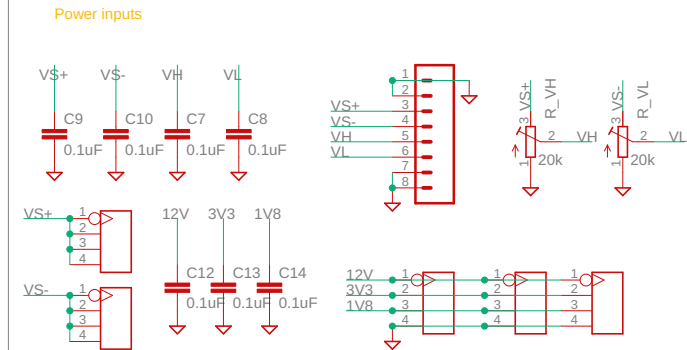 Power inputs
VS+ VS- VH VL
C9 C10 C7 C8
0.1uF 0.1uF 0.1uF 0.1uF
1
2
VS+ 3
VS- 4
VH 5
VL 6
7
8
VS+ R_VH
3 2 VH
1 20k
VS- R_VL
3 2 VL
1 20k
VS+ 1
2
3
4
VS- 1
2
3
4
12V 3V3 1V8
C12 C13 C14
0.1uF 0.1uF 0.1uF
12V 1 1 1
3V3 2 2 2
1V8 3 3 3
4 4 4